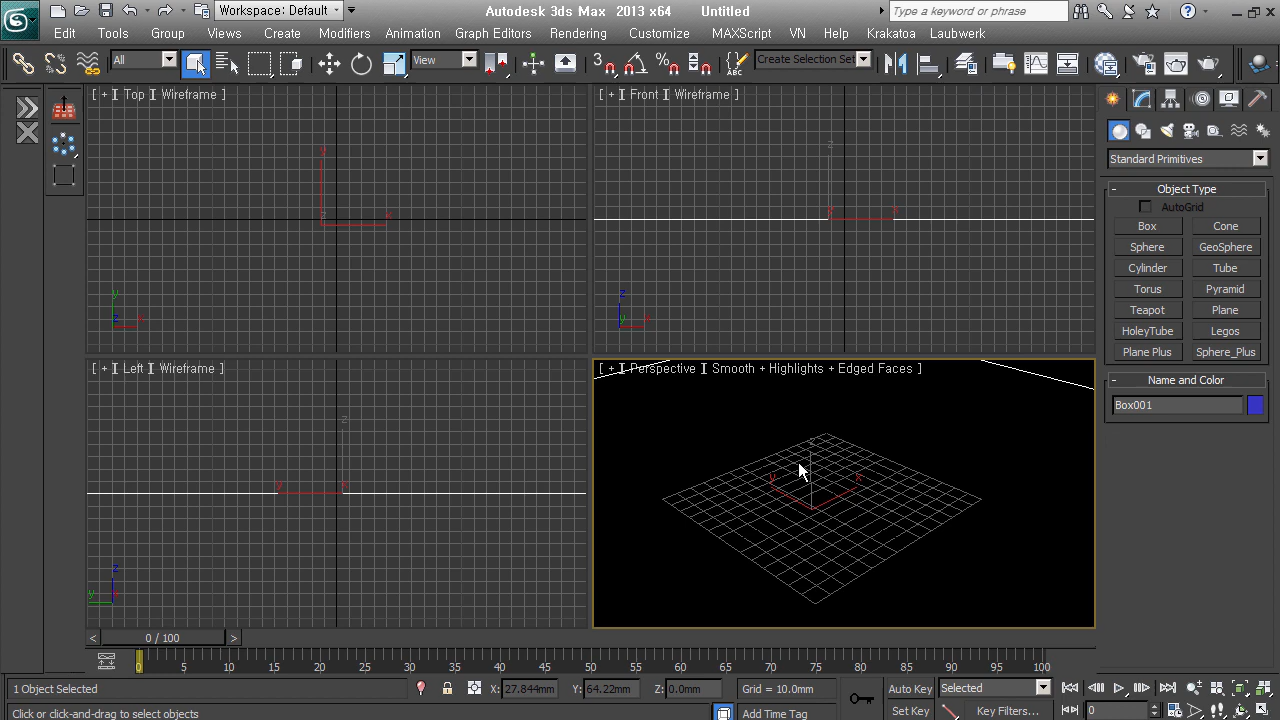 Workspace: Default
Autodesk 3ds Max 2013 x64 Untitled
Type a keyword or phrase
Edit Tools Group Views Create Modifiers Animation Graph Editors Rendering Customize MAXScript VN Help Krakatoa Laubwerk
All
View
3
Create Selection Set
[ + ] [ Top ] [ Wireframe ]
[ + ] [ Front ] [ Wireframe ]
y
z
x
z
x
y
z
x
z
y
x
Standard Primitives
- Object Type
AutoGrid
Box Cone
Sphere GeoSphere
Cylinder Tube
Torus Pyramid
Teapot Plane
HoleyTube Legos
Plane Plus Sphere_Plus
- Name and Color
Box001
[ + ] [ Left ] [ Wireframe ]
[ + ] [ Perspective ] [ Smooth + Highlights + Edged Faces ]
z
y
x
z
y
z
y
x
< 0 / 100 >
0 5 10 15 20 25 30 35 40 45 50 55 60 65 70 75 80 85 90 95 100
1 Object Selected
X: 27.844mm Y: 64.22mm Z: 0.0mm Grid = 10.0mm
Auto Key Selected
Click or click-and-drag to select objects
Add Time Tag
Set Key Key Filters... 0